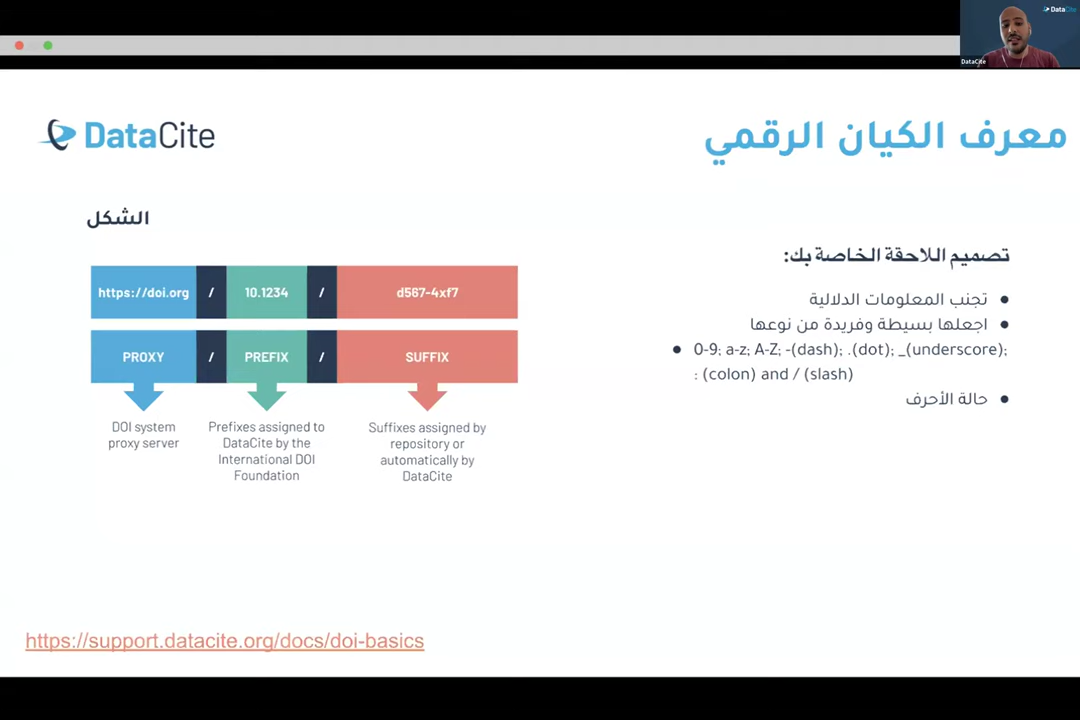 DataCite
DataCite
DataCite
معرف الكيان الرقمي
الشكل
https://doi.org / 10.1234 / d567-4xf7
PROXY / PREFIX / SUFFIX
DOI system
proxy server
Prefixes assigned to
DataCite by the
International DOI
Foundation
Suffixes assigned by
repository or
automatically by
DataCite
تصميم اللاحقة الخاصة بك:
● تجنب المعلومات الدلالية
● اجعلها بسيطة وفريدة من نوعها
● 0-9; a-z; A-Z; -(dash); .(dot); _(underscore);
: (colon) and / (slash)
● حالة الأحرف
https://support.datacite.org/docs/doi-basics